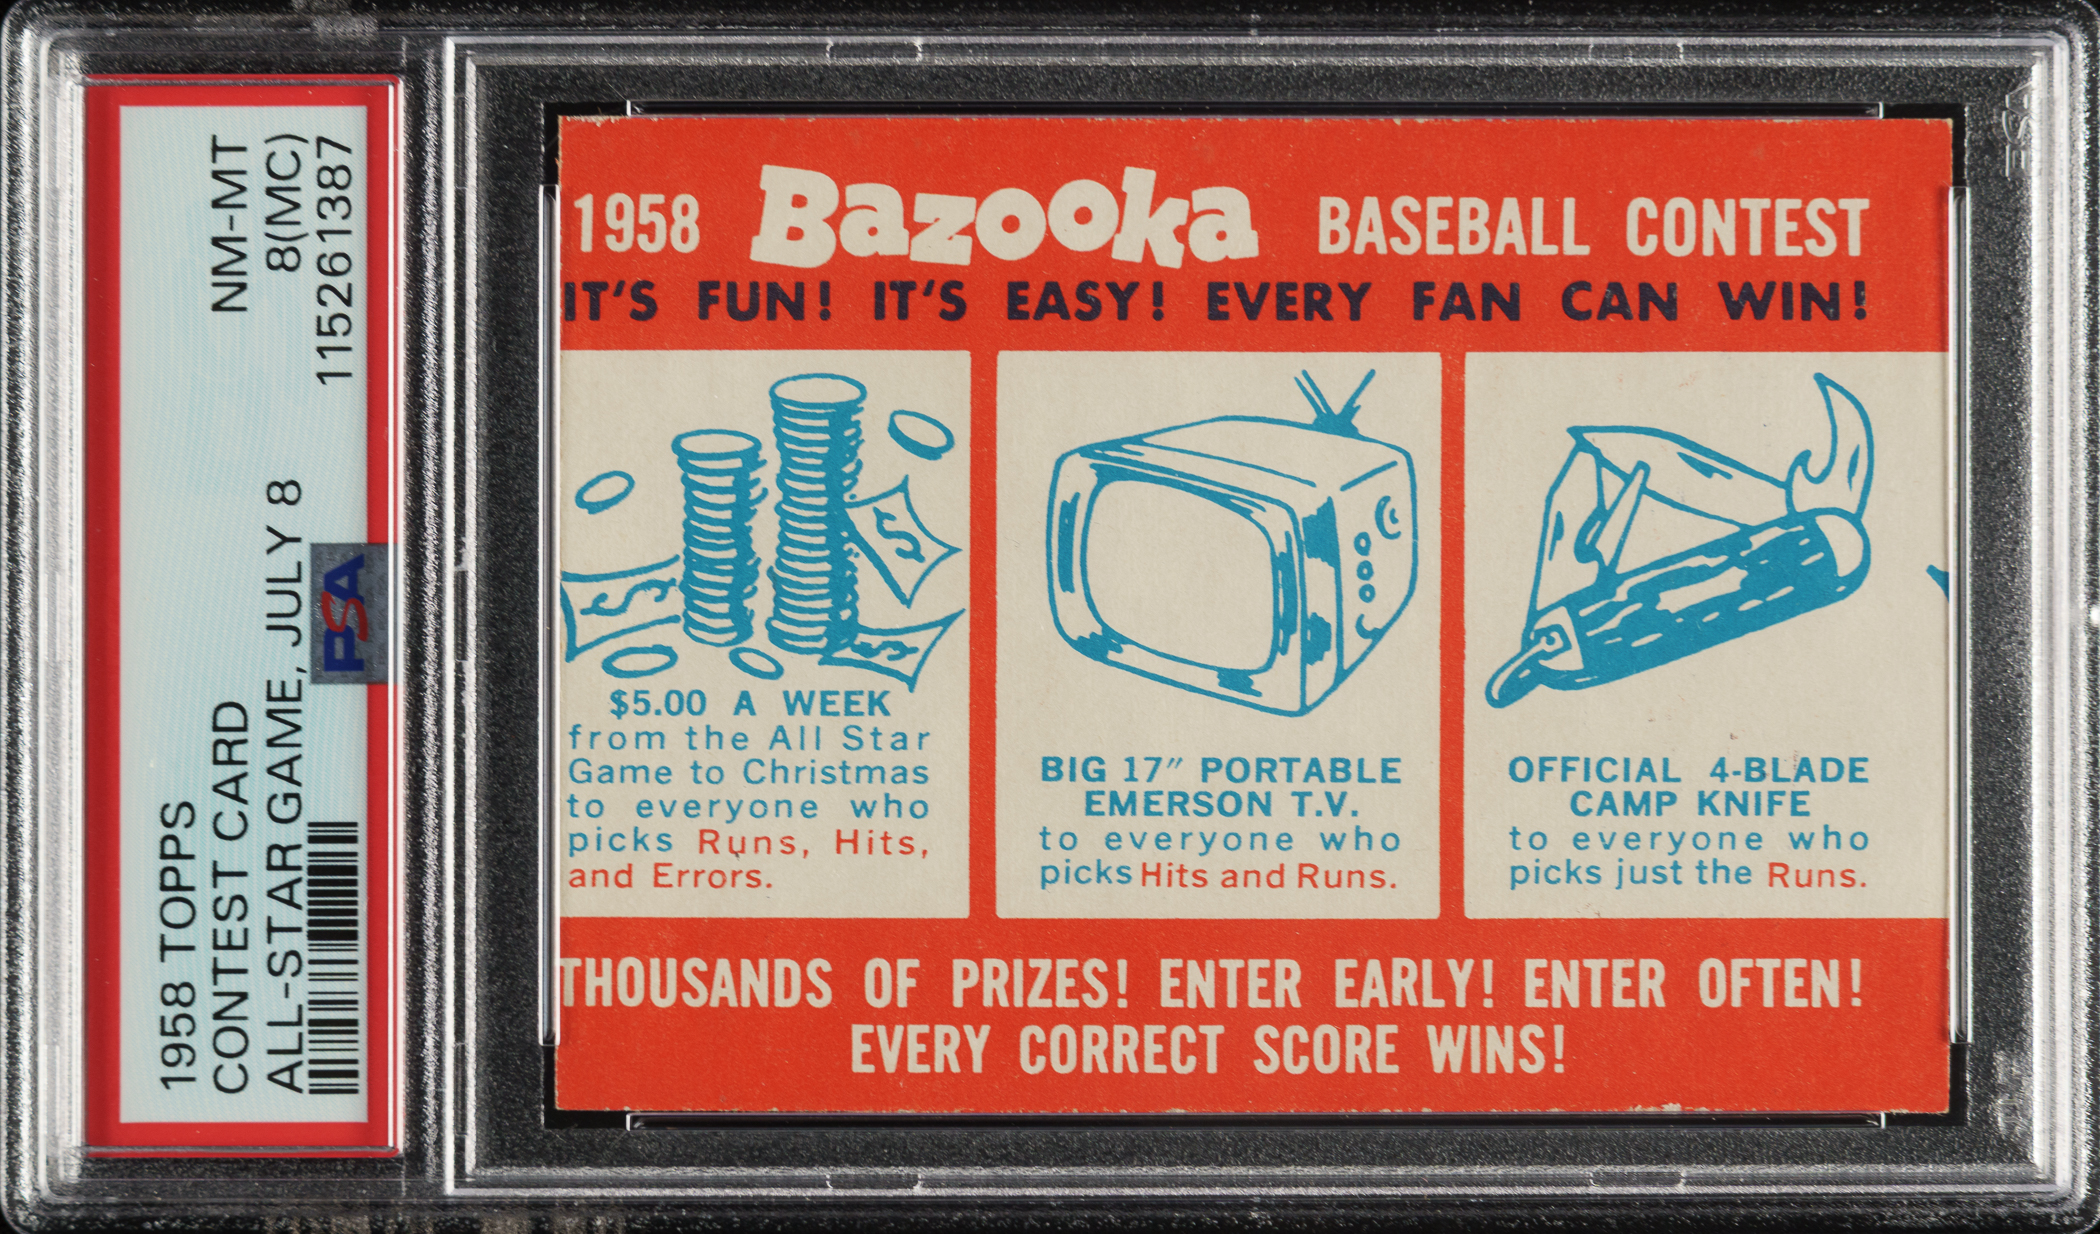 1958 TOPPS
CONTEST CARD
ALL-STAR GAME, JULY 8
NM-MT
8(MC)
115261387
PSA
1958 Bazooka BASEBALL CONTEST
IT'S FUN! IT'S EASY! EVERY FAN CAN WIN!
$5.00 A WEEK
from the All Star
Game to Christmas
to everyone who
picks Runs, Hits,
and Errors.
BIG 17" PORTABLE
EMERSON T.V.
to everyone who
picks Hits and Runs.
OFFICIAL 4-BLADE
CAMP KNIFE
to everyone who
picks just the Runs.
THOUSANDS OF PRIZES! ENTER EARLY! ENTER OFTEN!
EVERY CORRECT SCORE WINS!